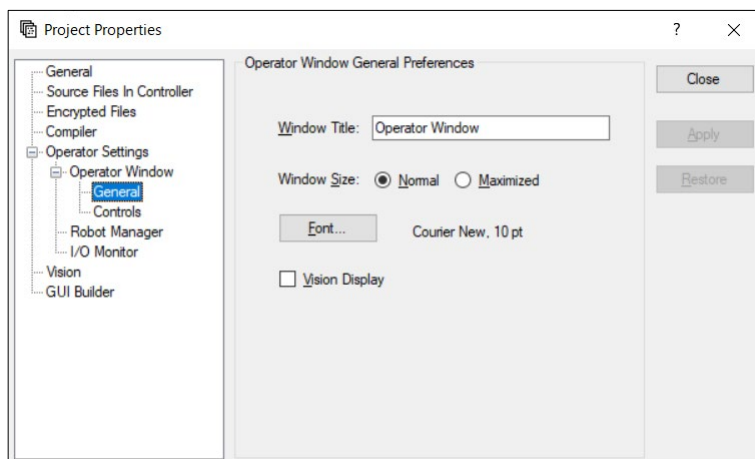 Project Properties
?
General
Source Files In Controller
Encrypted Files
Compiler
Operator Settings
Operator Window
General
Controls
Robot Manager
I/O Monitor
Vision
GUI Builder
Operator Window General Preferences
Window Title: Operator Window
Window Size: Normal Maximized
Font... Courier New, 10 pt
Vision Display
Close
Apply
Restore